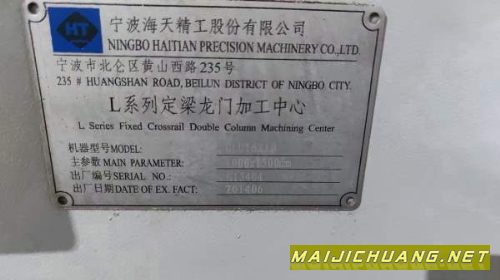 HT
宁波海天精工股份有限公司
NINGBO HAITIAN PRECISION MACHINERY CO.,LTD.
宁波市北仑区黄山西路235号
235 # HUANGSHAN ROAD, BEILUN DISTRICT OF NINGBO CITY.
L系列定梁龙门加工中心
L Series Fixed Crossrail Double Column Machining Center
机器型号MODEL:
主参数MAIN PARAMETER:
出厂编号SERIAL NO.:
出厂日期DATE OF EX. FACT: 201406
MAIJICHUANG.NET